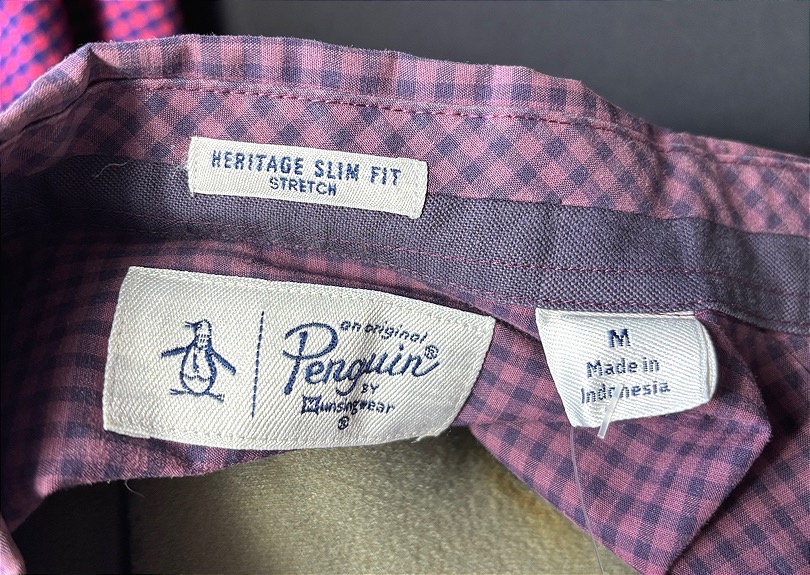 HERITAGE SLIM FIT
STRETCH
an original
Penguin®
BY
Munsingwear
®
M
Made in
Indonesia